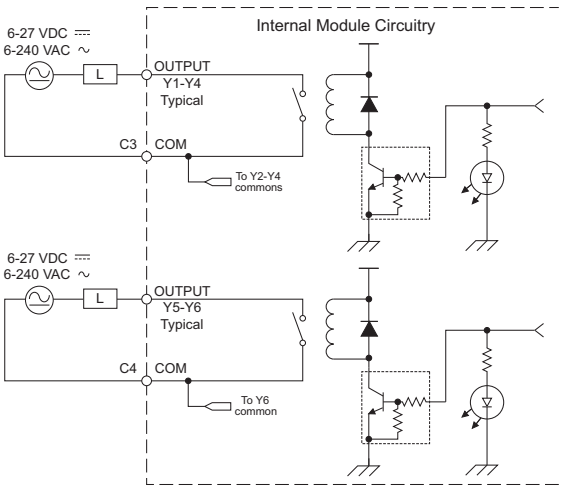 Internal Module Circuitry
6-27 VDC ⎓
6-240 VAC ∿
L
OUTPUT
Y1-Y4
Typical
C3
COM
To Y2-Y4
commons
6-27 VDC ⎓
6-240 VAC ∿
L
OUTPUT
Y5-Y6
Typical
C4
COM
To Y6
common